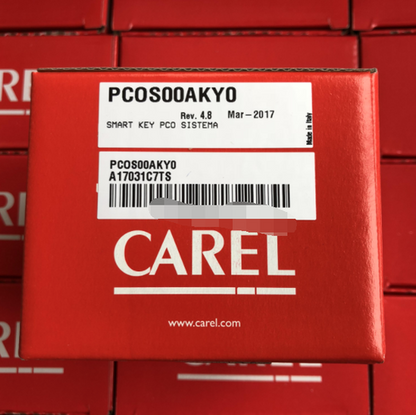 PCOS00AKY0
Rev. 4.8 Mar-2017
SMART KEY PCO SISTEMA
Made in Italy
PCOS00AKY0
A17031C7TS
CAREL
www.carel.com